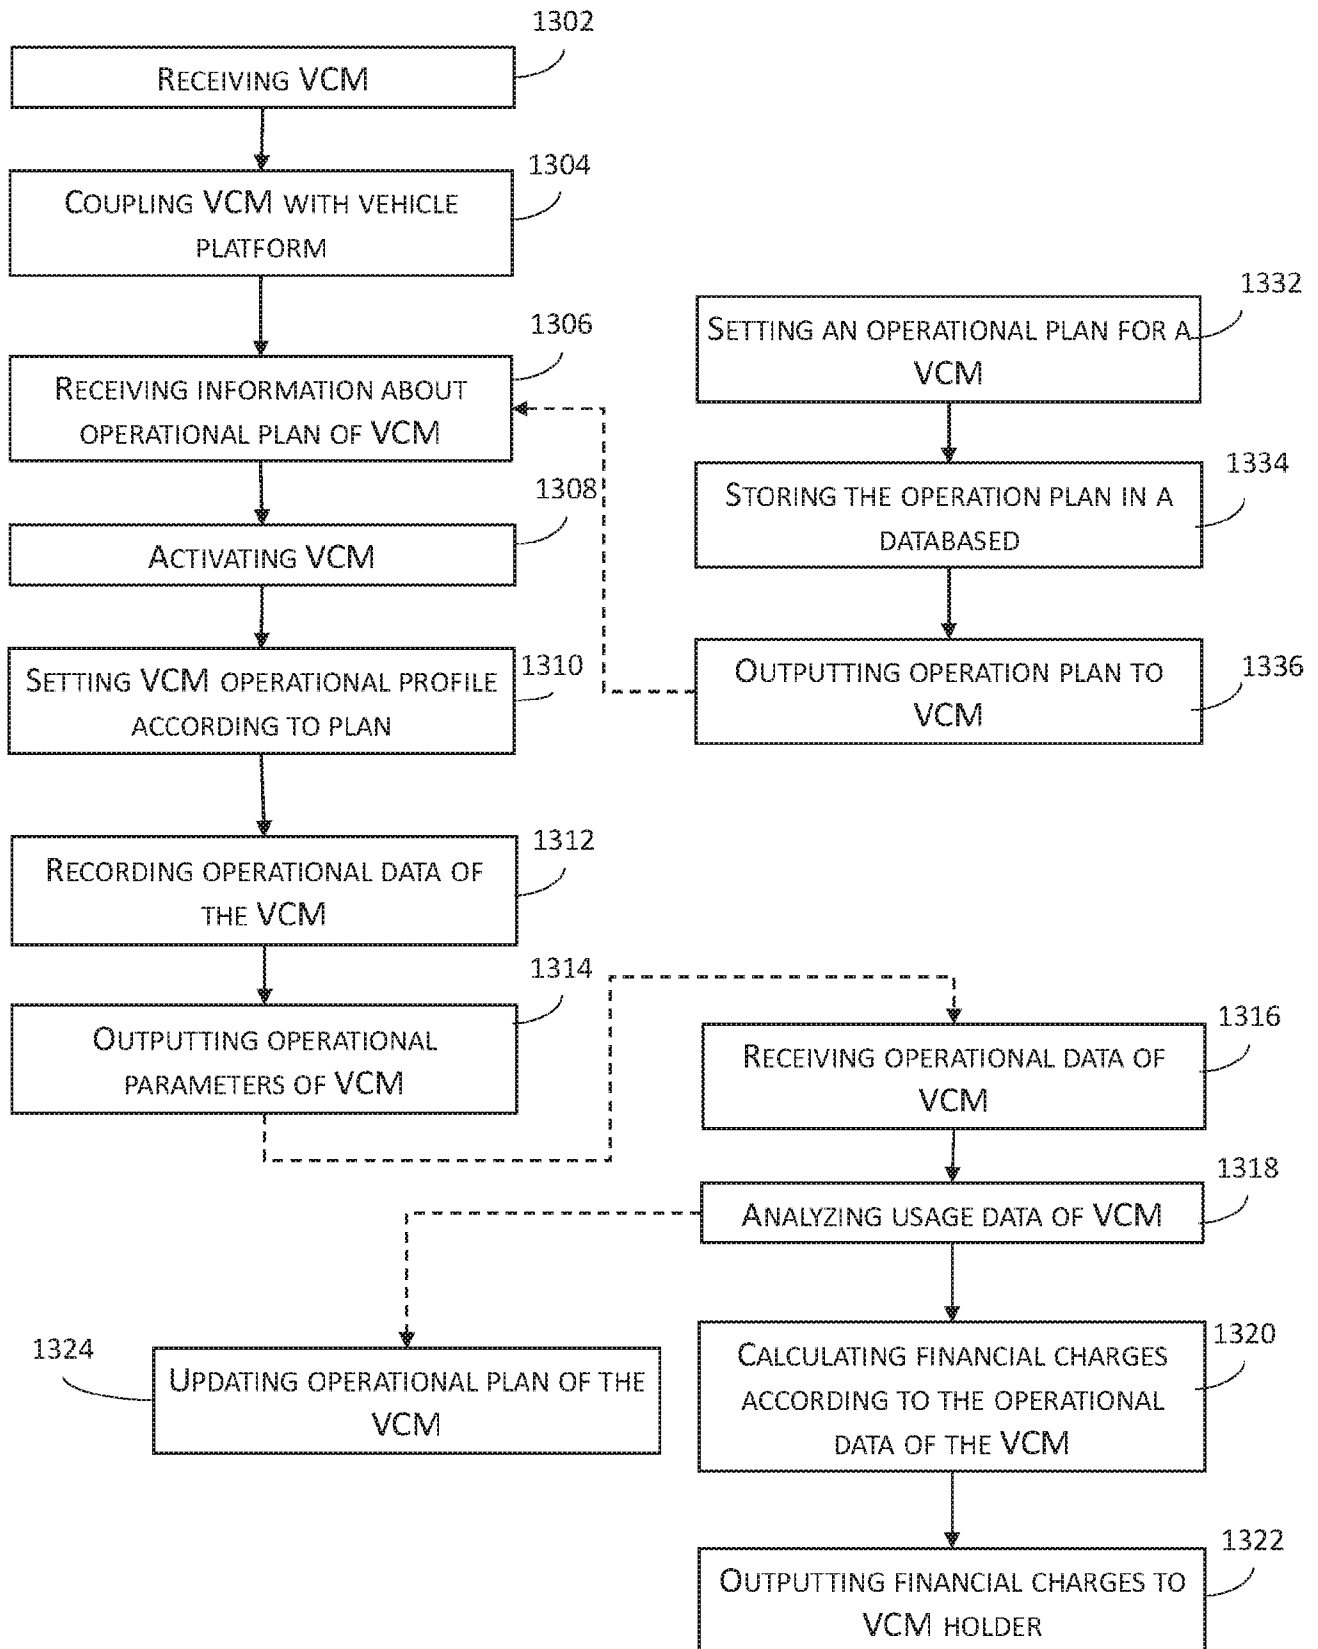 1302
RECEIVING VCM
1304
COUPLING VCM WITH VEHICLE
PLATFORM
1306
RECEIVING INFORMATION ABOUT
OPERATIONAL PLAN OF VCM
1308
ACTIVATING VCM
1310
SETTING VCM OPERATIONAL PROFILE
ACCORDING TO PLAN
1312
RECORDING OPERATIONAL DATA OF
THE VCM
1314
OUTPUTTING OPERATIONAL
PARAMETERS OF VCM
1332
SETTING AN OPERATIONAL PLAN FOR A
VCM
1334
STORING THE OPERATION PLAN IN A
DATABASED
1336
OUTPUTTING OPERATION PLAN TO
VCM
1316
RECEIVING OPERATIONAL DATA OF
VCM
1318
ANALYZING USAGE DATA OF VCM
1324
UPDATING OPERATIONAL PLAN OF THE
VCM
1320
CALCULATING FINANCIAL CHARGES
ACCORDING TO THE OPERATIONAL
DATA OF THE VCM
1322
OUTPUTTING FINANCIAL CHARGES TO
VCM HOLDER